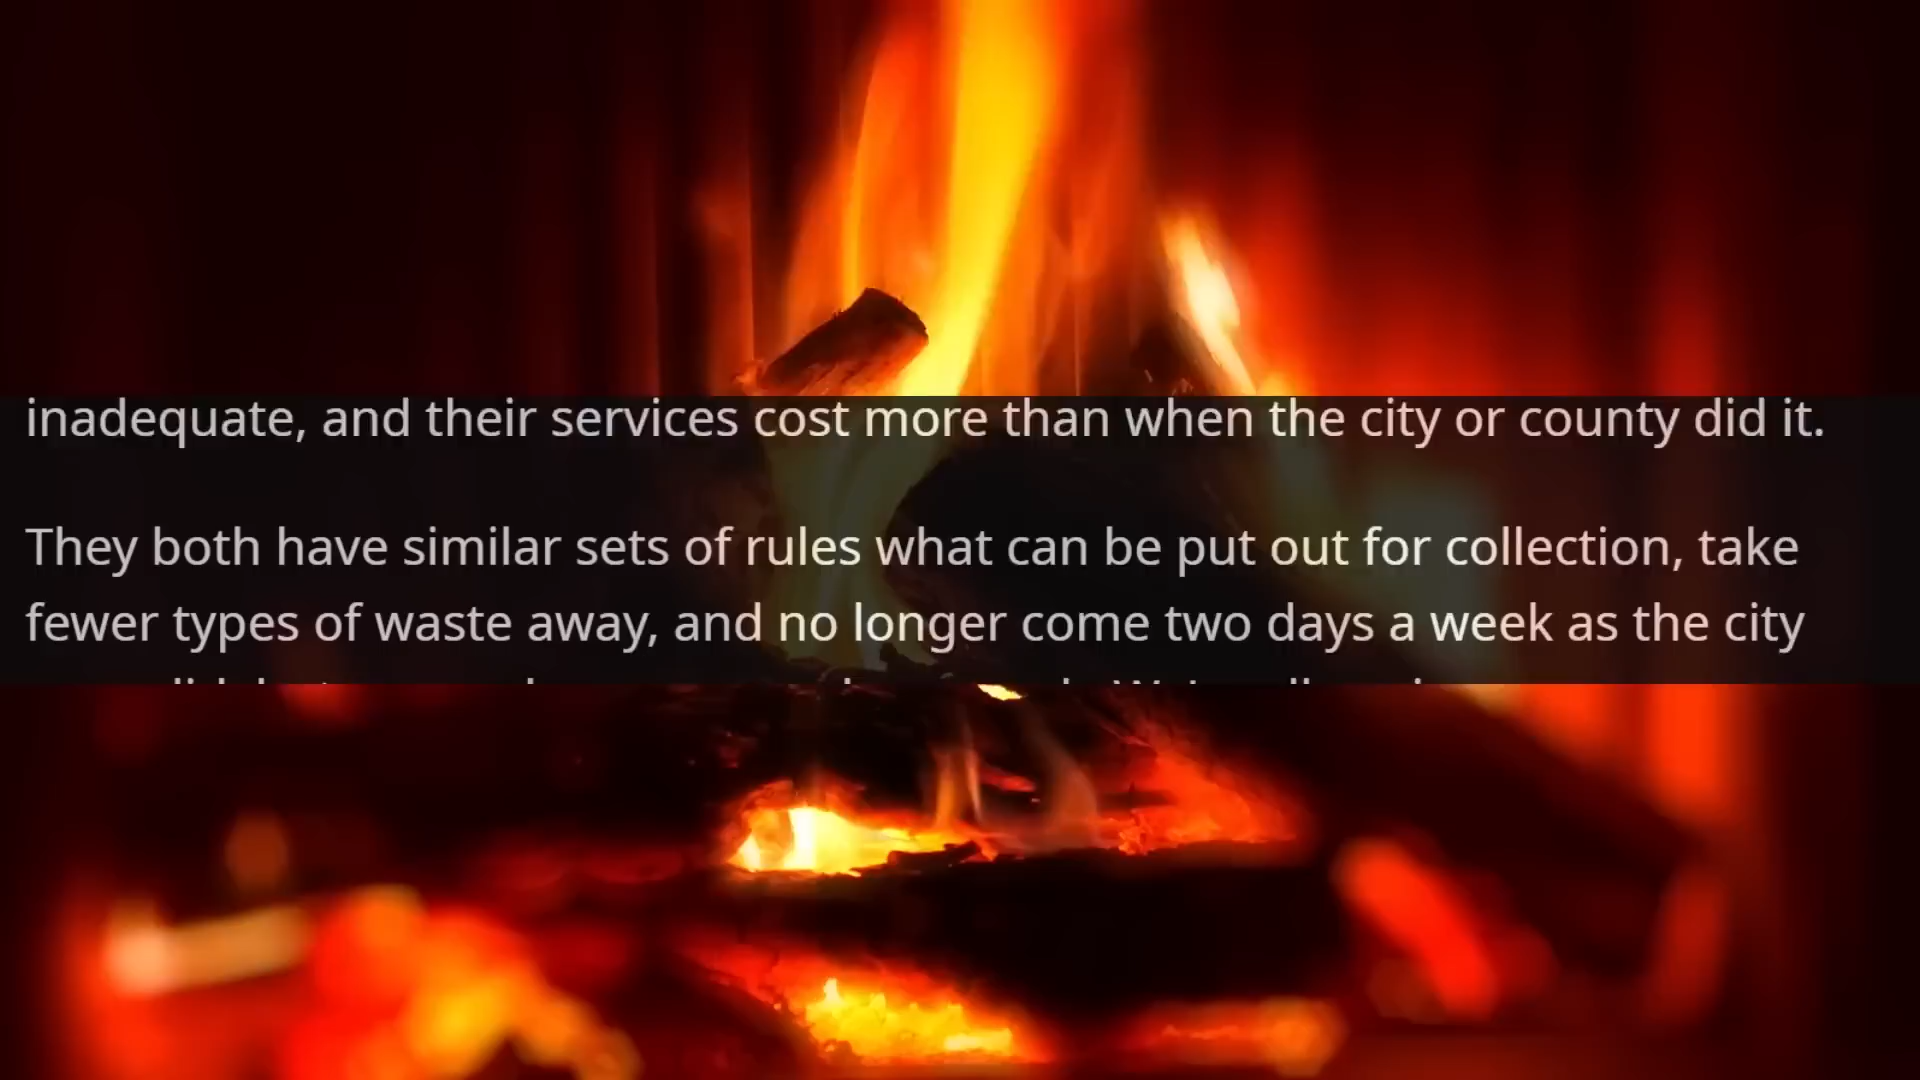 inadequate, and their services cost more than when the city or county did it.
They both have similar sets of rules what can be put out for collection, take
fewer types of waste away, and no longer come two days a week as the city